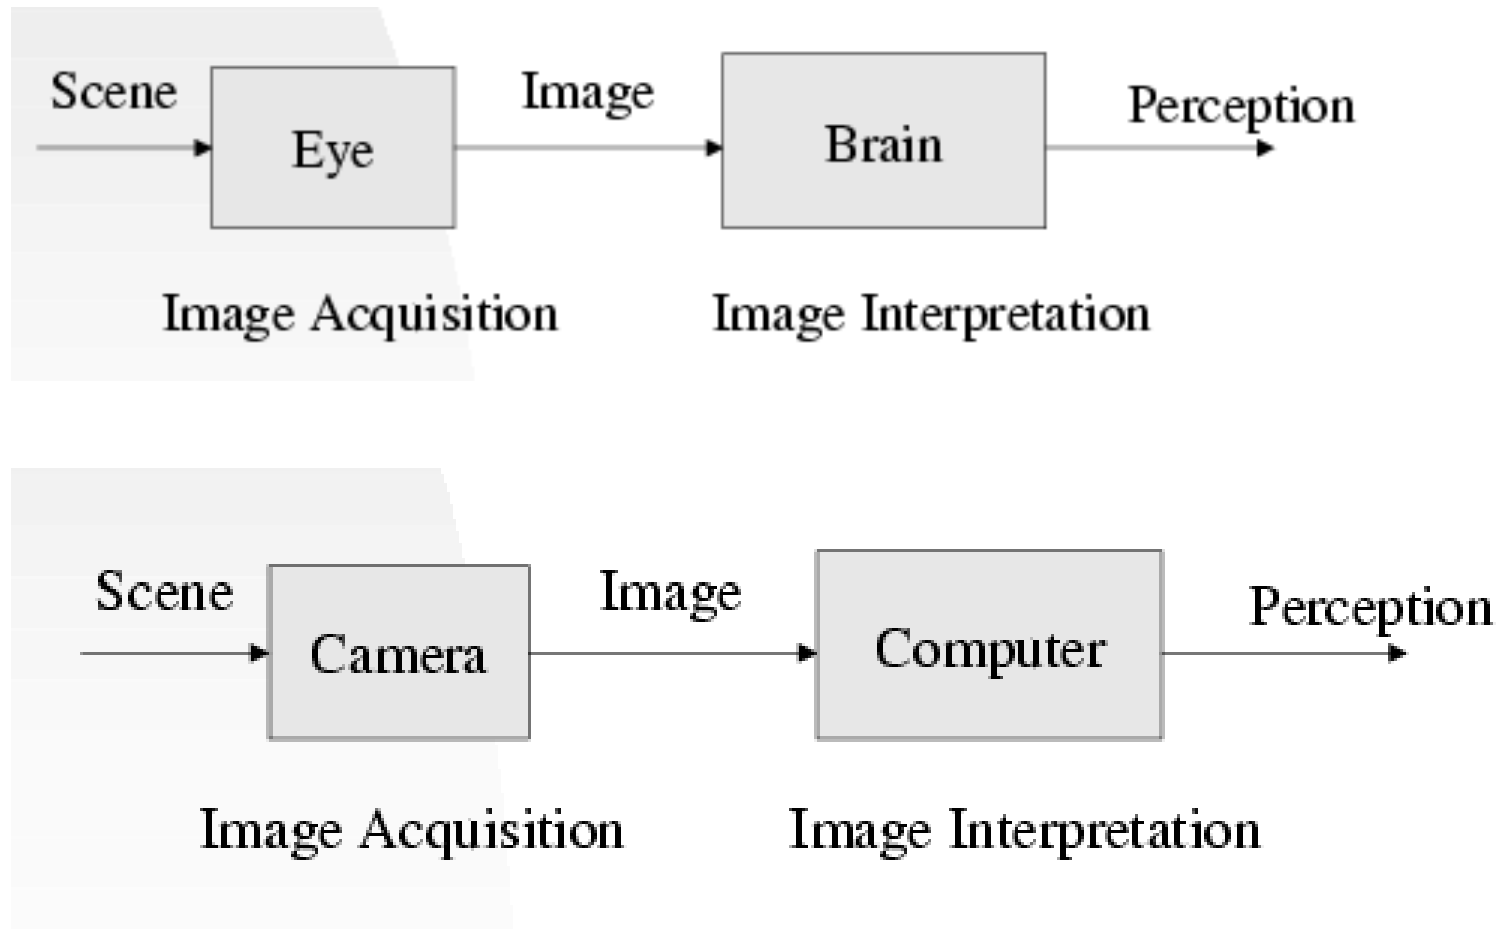 Scene
Eye
Image
Brain
Perception
Image Acquisition
Image Interpretation
Scene
Camera
Image
Computer
Perception
Image Acquisition
Image Interpretation